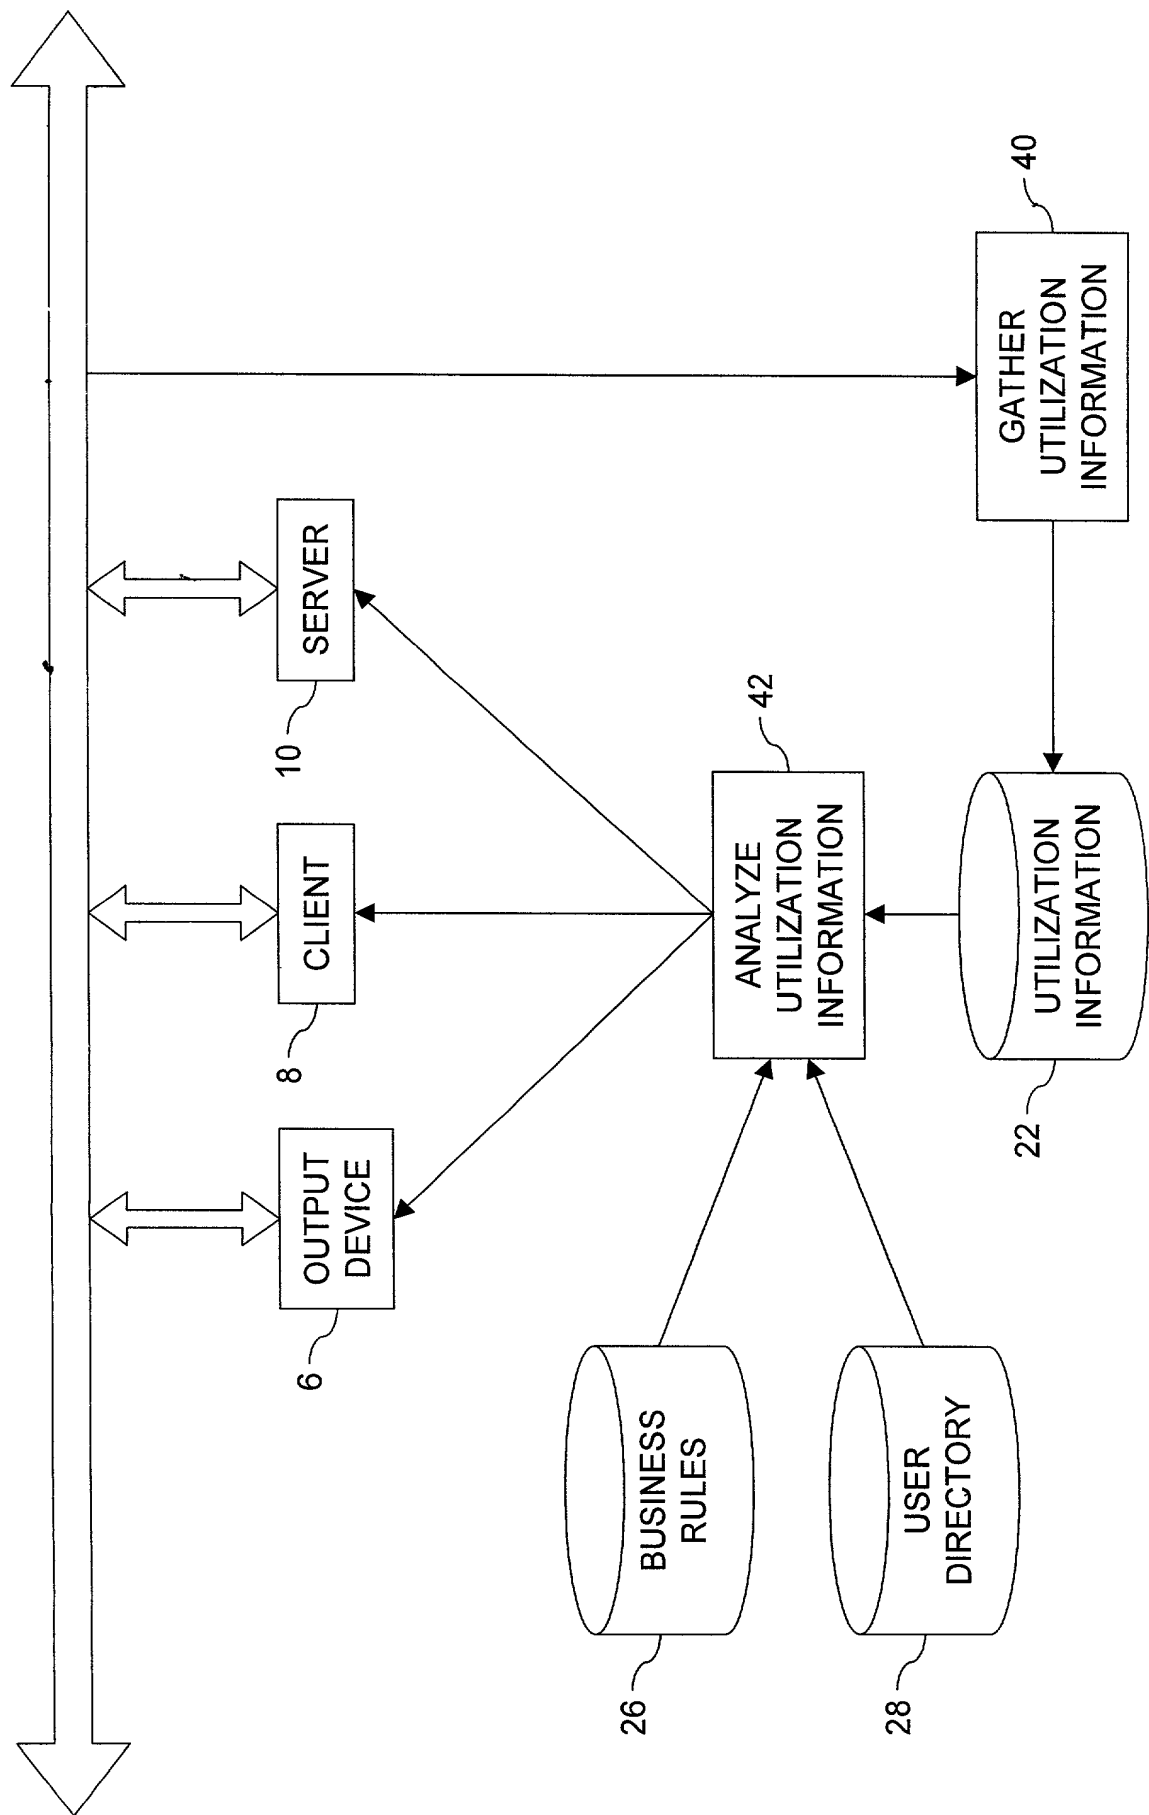 10
SERVER
8
CLIENT
6
OUTPUT
DEVICE
40
GATHER
UTILIZATION
INFORMATION
42
ANALYZE
UTILIZATION
INFORMATION
22
UTILIZATION
INFORMATION
26
BUSINESS
RULES
28
USER
DIRECTORY